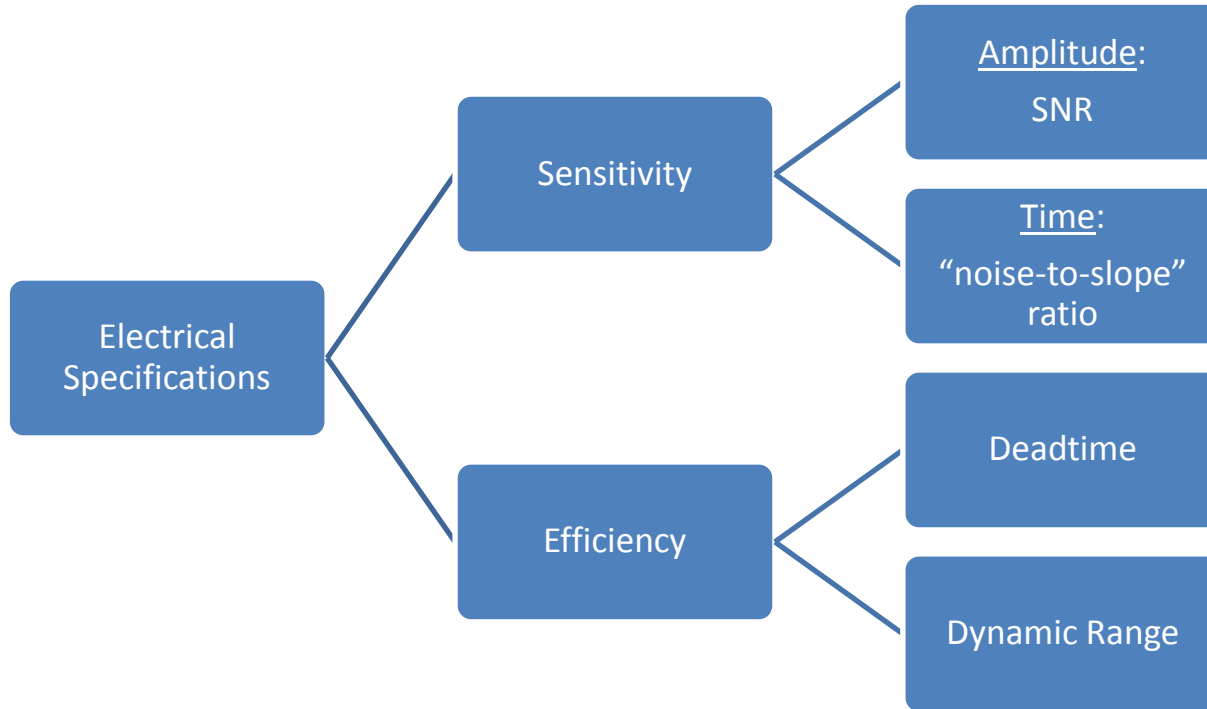 Electrical
Specifications
Sensitivity
Efficiency
Amplitude:
SNR
Time:
“noise-to-slope”
ratio
Deadtime
Dynamic Range